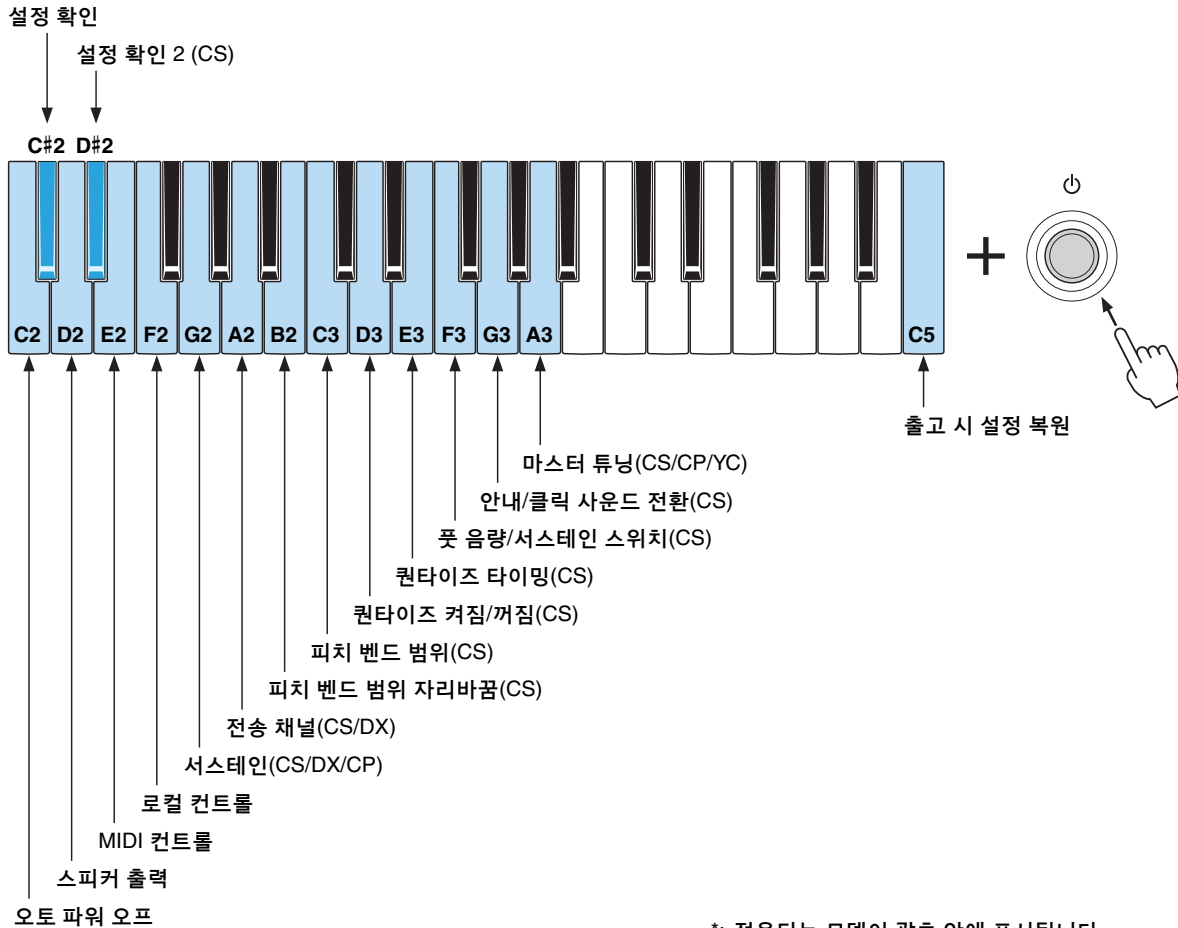 설정 확인
설정 확인 2 (CS)
C#2 D#2
C2 D2 E2 F2 G2 A2 B2 C3 D3 E3 F3 G3 A3 C5
+
출고 시 설정 복원
마스터 튜닝(CS/CP/YC)
안내/클릭 사운드 전환(CS)
풋 음량/서스테인 스위치(CS)
퀀타이즈 타이밍(CS)
퀀타이즈 켜짐/꺼짐(CS)
피치 벤드 범위(CS)
피치 벤드 범위 자리바꿈(CS)
전송 채널(CS/DX)
서스테인(CS/DX/CP)
로컬 컨트롤
MIDI 컨트롤
스피커 출력
오토 파워 오프